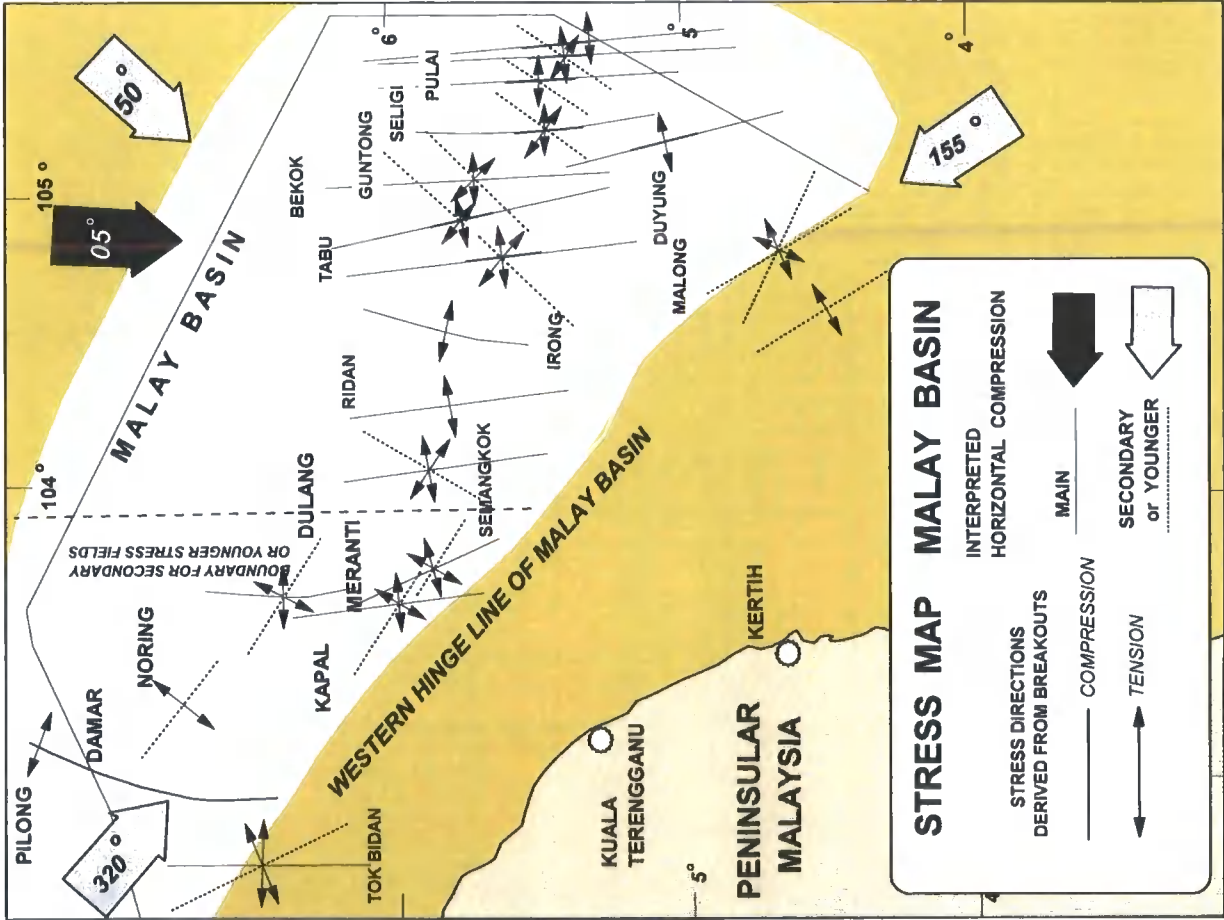 50°
105°
05°
104°
6°
5°
4°
MALAY BASIN
PULAI
SELIGI
GUNTONG
BEKOK
TABU
DUYUNG
MALONG
IRONG
RIDAN
155°
BOUNDARY FOR SECONDARY
OR YOUNGER STRESS FIELDS
DULANG
MERANTI
SEMANGKOK
NORING
KAPAL
DAMAR
PILONG
320°
TOK BIDAN
WESTERN HINGE LINE OF MALAY BASIN
KERTIH
KUALA
TERENGGANU
PENINSULAR
MALAYSIA
5°
4°
STRESS MAP MALAY BASIN
STRESS DIRECTIONS
DERIVED FROM BREAKOUTS
COMPRESSION
TENSION
INTERPRETED
HORIZONTAL COMPRESSION
MAIN
SECONDARY
or YOUNGER